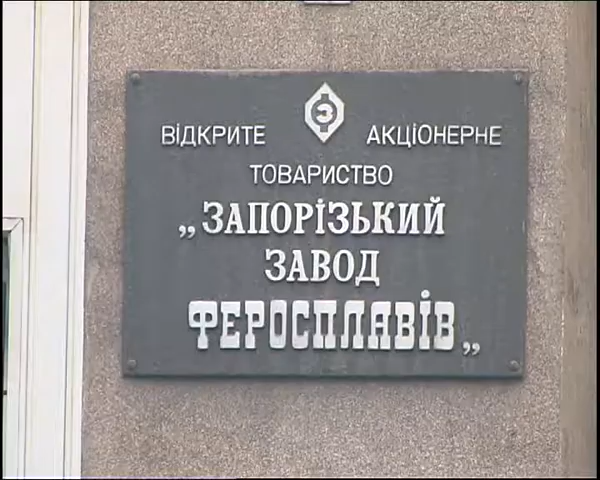 ВІДКРИТЕ З АКЦІОНЕРНЕ
ТОВАРИСТВО
„ЗАПОРІЗЬКИЙ
ЗАВОД
ФЕРОСПЛАВІВ„